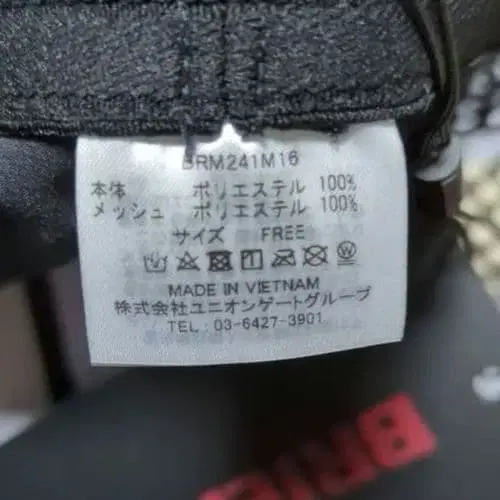 BRM241M16
本体 ポリエステル 100%
メッシュ ポリエステル 100%
サイズ FREE
MADE IN VIETNAM
株式会社ユニオンゲートグループ
TEL : 03-6427-3901